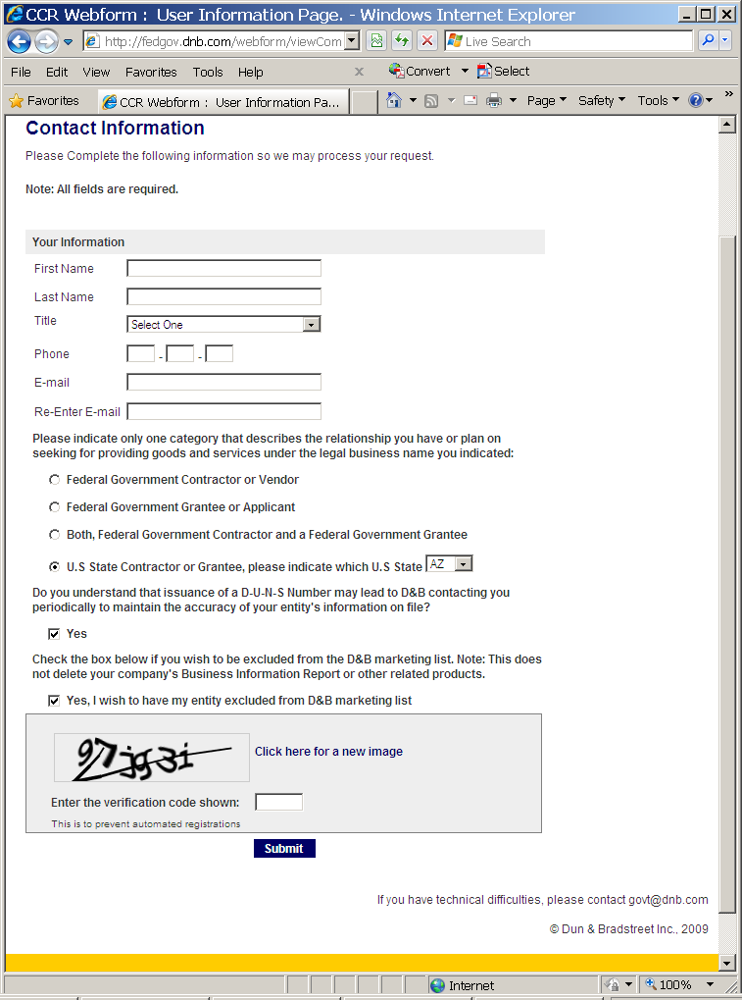 CCR Webform : User Information Page. - Windows Internet Explorer
http://fedgov.dnb.com/webform/viewCom
Live Search
File Edit View Favorites Tools Help x Convert Select
Favorites CCR Webform : User Information Pa... Page Safety Tools ? »
Contact Information
Please Complete the following information so we may process your request.
Note: All fields are required.
Your Information
First Name
Last Name
Title Select One
Phone - -
E-mail
Re-Enter E-mail
Please indicate only one category that describes the relationship you have or plan on
seeking for providing goods and services under the legal business name you indicated:
Federal Government Contractor or Vendor
Federal Government Grantee or Applicant
Both, Federal Government Contractor and a Federal Government Grantee
U.S State Contractor or Grantee, please indicate which U.S State AZ
Do you understand that issuance of a D-U-N-S Number may lead to D&B contacting you
periodically to maintain the accuracy of your entity's information on file?
Yes
Check the box below if you wish to be excluded from the D&B marketing list. Note: This does
not delete your company's Business Information Report or other related products.
Yes, I wish to have my entity excluded from D&B marketing list
Click here for a new image
Enter the verification code shown:
This is to prevent automated registrations
Submit
If you have technical difficulties, please contact govt@dnb.com
© Dun & Bradstreet Inc., 2009
Internet 100%